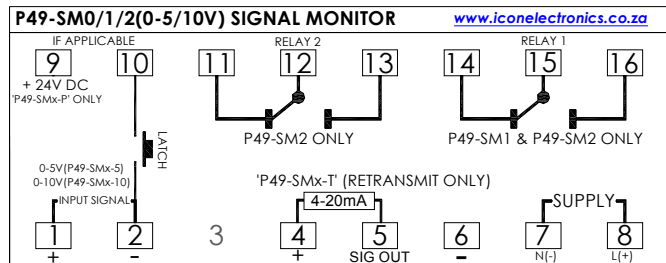 P49-SM0/1/2(0-5/10V) SIGNAL MONITOR www.iconelectronics.co.za
IF APPLICABLE RELAY 2 RELAY 1
9 10 11 12 13 14 15 16
+ 24V DC
'P49-SMx-P' ONLY
P49-SM2 ONLY P49-SM1 & P49-SM2 ONLY
LATCH
0-5V(P49-SMx-5)
0-10V(P49-SMx-10)
'P49-SMx-T' (RETRANSMIT ONLY)
INPUT SIGNAL 4-20mA SUPPLY
1 2 3 4 5 6 7 8
+ - + SIG OUT - N(-) L(+)